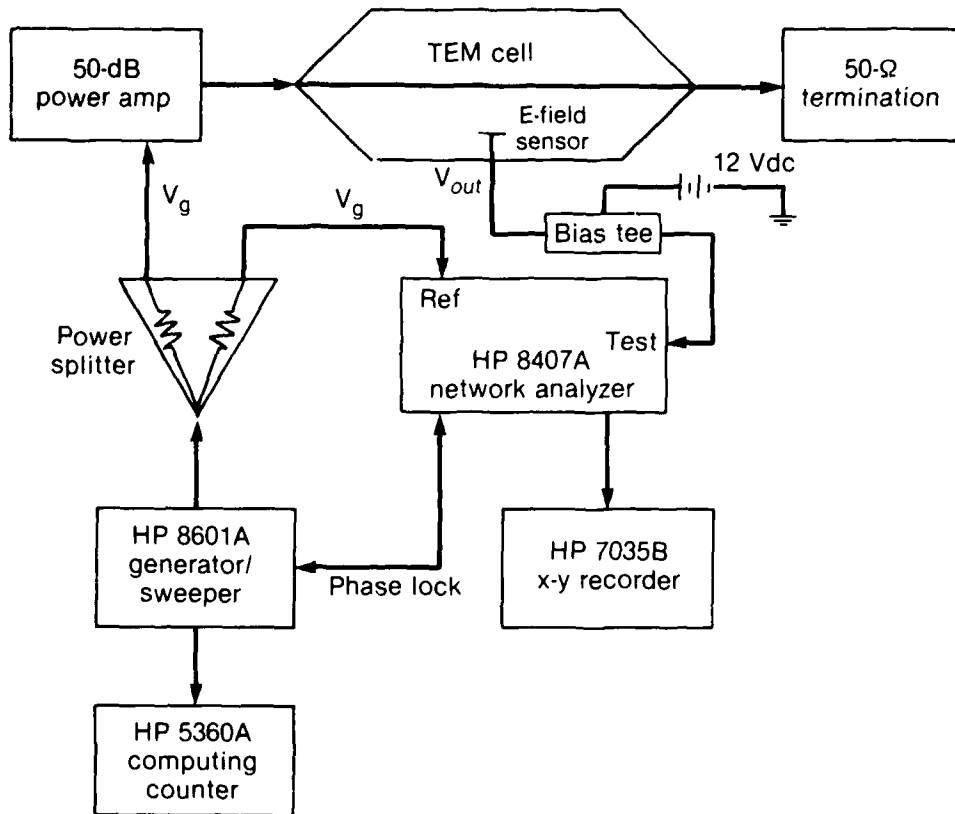 50-dB
power amp
TEM cell
50-Ω
termination
E-field
sensor
V_out
12 Vdc
V_g
V_g
Bias tee
Ref
Test
HP 8407A
network analyzer
Power
splitter
HP 8601A
generator/
sweeper
Phase lock
HP 7035B
x-y recorder
HP 5360A
computing
counter